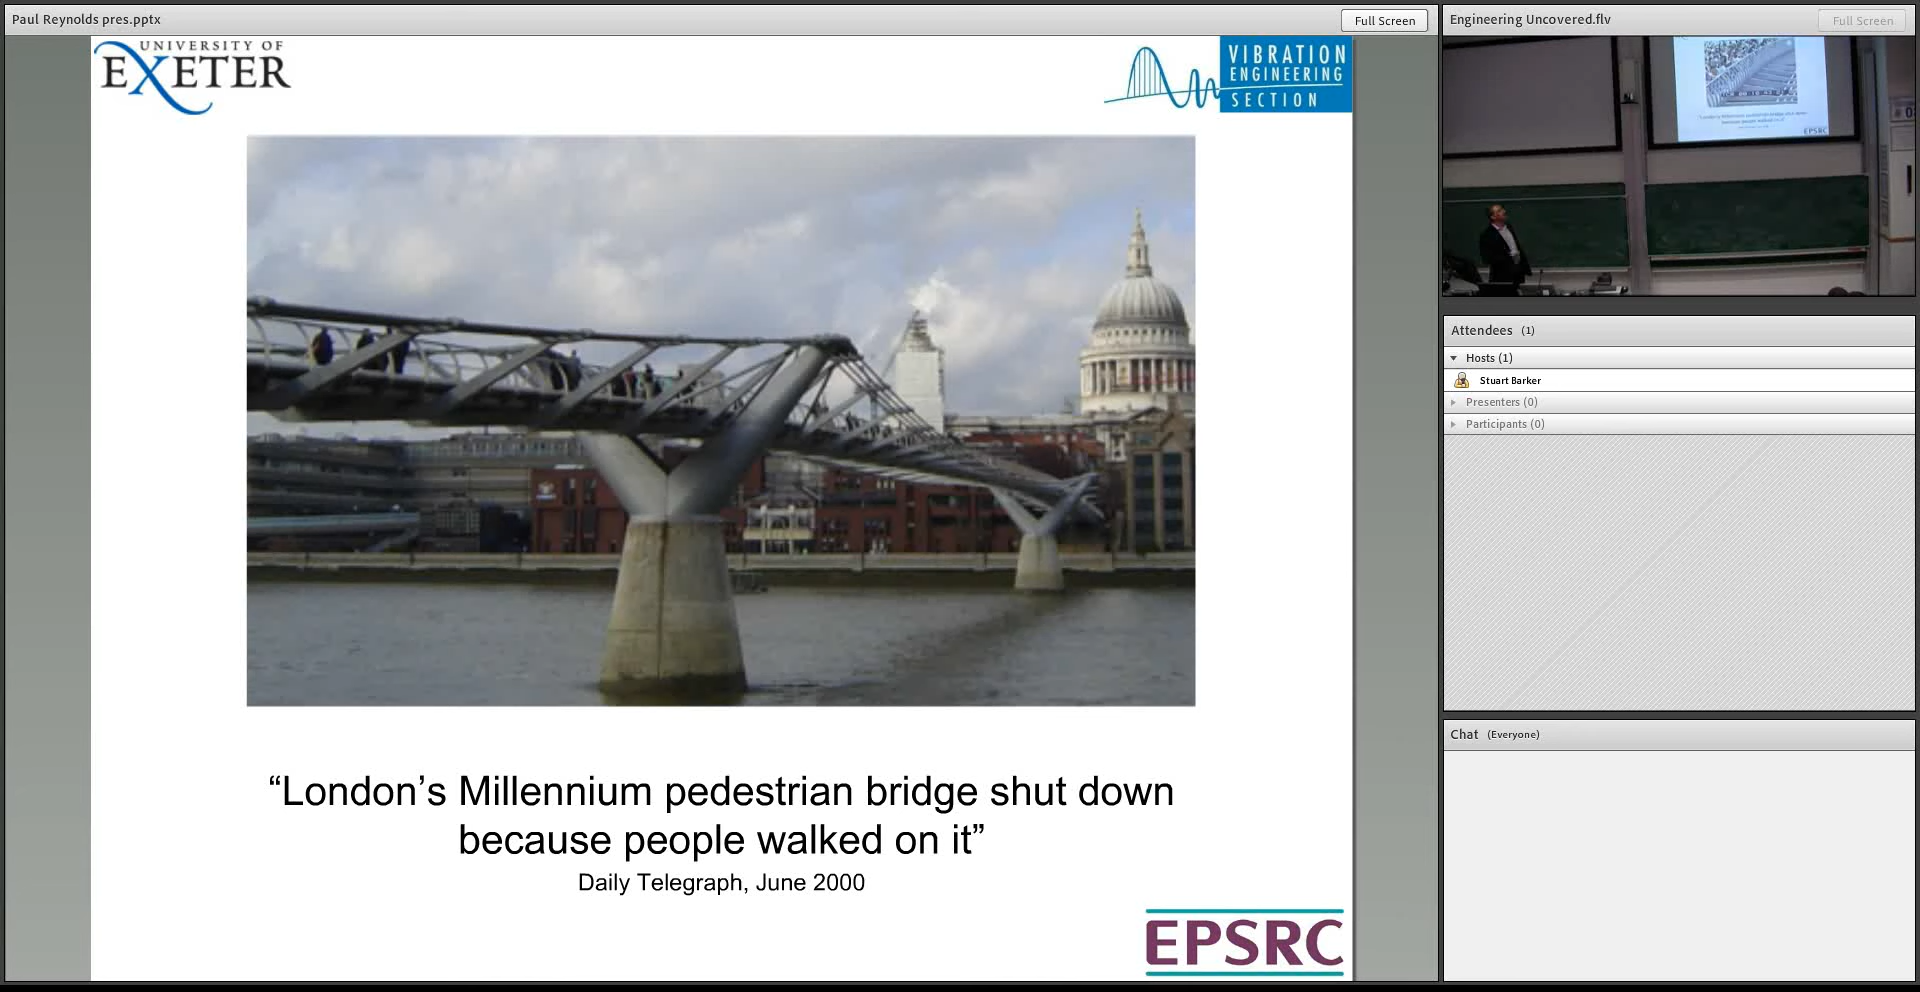 Paul Reynolds pres.pptx
Full Screen
UNIVERSITY OF
EXETER
VIBRATION
ENGINEERING
SECTION
“London’s Millennium pedestrian bridge shut down
because people walked on it”
Daily Telegraph, June 2000
EPSRC
Engineering Uncovered.flv
Full Screen
EPSRC
Attendees (1)
Hosts (1)
Stuart Barker
Presenters (0)
Participants (0)
Chat (Everyone)